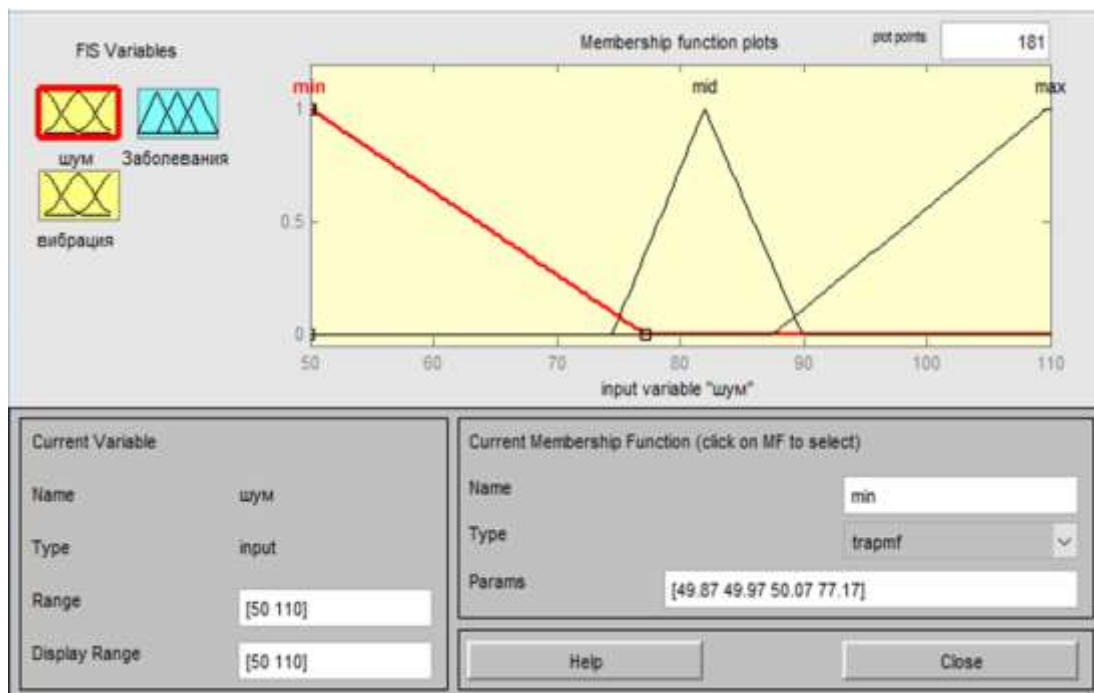 FIS Variables
Membership function plots
plot points
181
шум
Заболевания
вибрация
min
mid
max
1
0.5
0
50 60 70 80 90 100 110
input variable "шум"
Current Variable
Name шум
Type input
Range [50 110]
Display Range [50 110]
Current Membership Function (click on MF to select)
Name min
Type trapmf
Params [49.87 49.97 50.07 77.17]
Help
Close